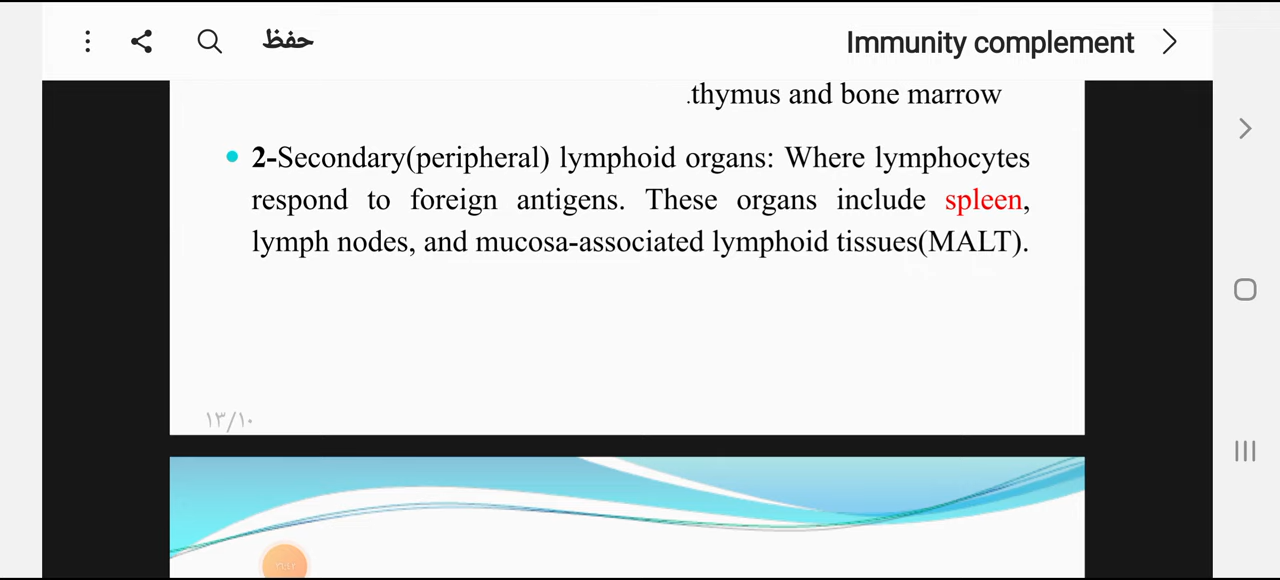 حفظ
Immunity complement
.thymus and bone marrow
2-Secondary(peripheral) lymphoid organs: Where lymphocytes
respond to foreign antigens. These organs include spleen,
lymph nodes, and mucosa-associated lymphoid tissues(MALT).
١٣/١٠